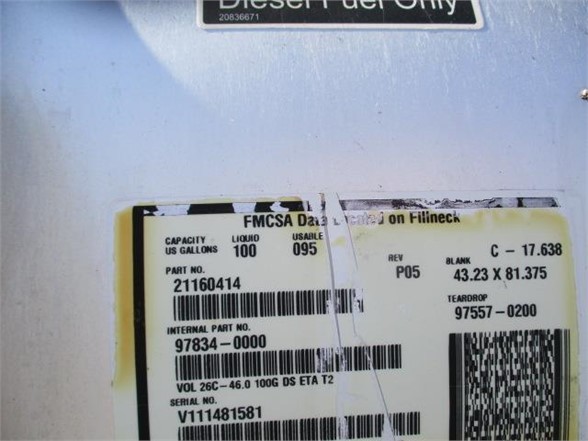 Diesel Fuel Only
20836671
FMCSA Data Located on Fillneck
CAPACITY LIQUID USABLE
US GALLONS 100 095
REV P05
C - 17.638
BLANK
43.23 X 81.375
PART NO.
21160414
TEARDROP
97557-0200
INTERNAL PART NO.
97834-0000
VOL 26C-46.0 100G DS ETA T2
SERIAL NO.
V111481581